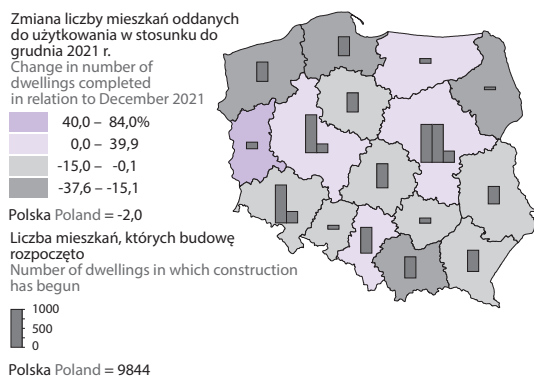 Zmiana liczby mieszkań oddanych
do użytkowania w stosunku do
grudnia 2021 r.
Change in number of
dwellings completed
in relation to December 2021
40,0 – 84,0%
0,0 – 39,9
-15,0 – -0,1
-37,6 – -15,1
Polska Poland = -2,0
Liczba mieszkań, których budowę
rozpoczęto
Number of dwellings in which construction
has begun
1000
500
0
Polska Poland = 9844